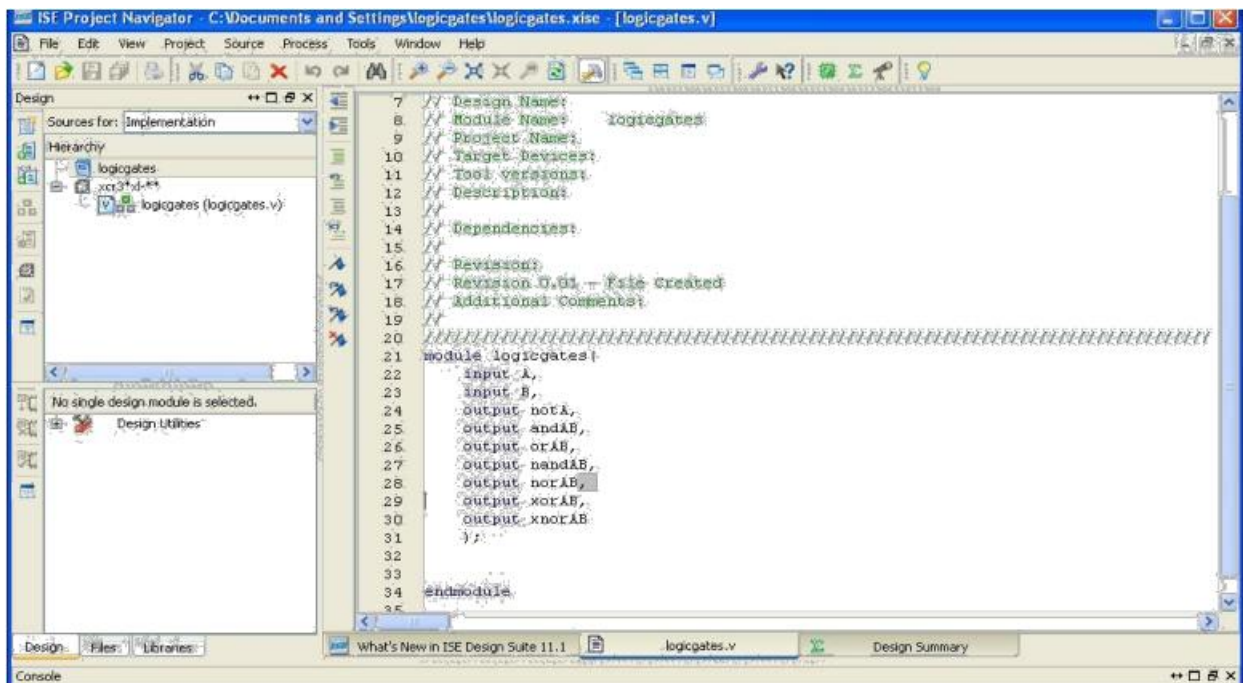 ISE Project Navigator - C:\Documents and Settings\logicgates\logicgates.xise - [logicgates.v]
File Edit View Project Source Process Tools Window Help
Design
Sources for: Implementation
Hierarchy
logicgates
xcr3*xl-**
logicgates (logicgates.v)
No single design module is selected.
Design Utilities
7 // Design Name:
8 // Module Name: logicgates
9 // Project Name:
10 // Target Devices:
11 // Tool versions:
12 // Description:
13 //
14 // Dependencies:
15 //
16 // Revision:
17 // Revision 0.01 - File Created
18 // Additional Comments:
19 //
20 //////////////////////////////////////////////////////////////////////////////////
21 module logicgates(
22 input A,
23 input B,
24 output notA,
25 output andAB,
26 output orAB,
27 output nandAB,
28 output norAB,
29 output xorAB,
30 output xnorAB
31 );
32
33
34 endmodule
35
Design Files Libraries
What's New in ISE Design Suite 11.1 logicgates.v Design Summary
Console